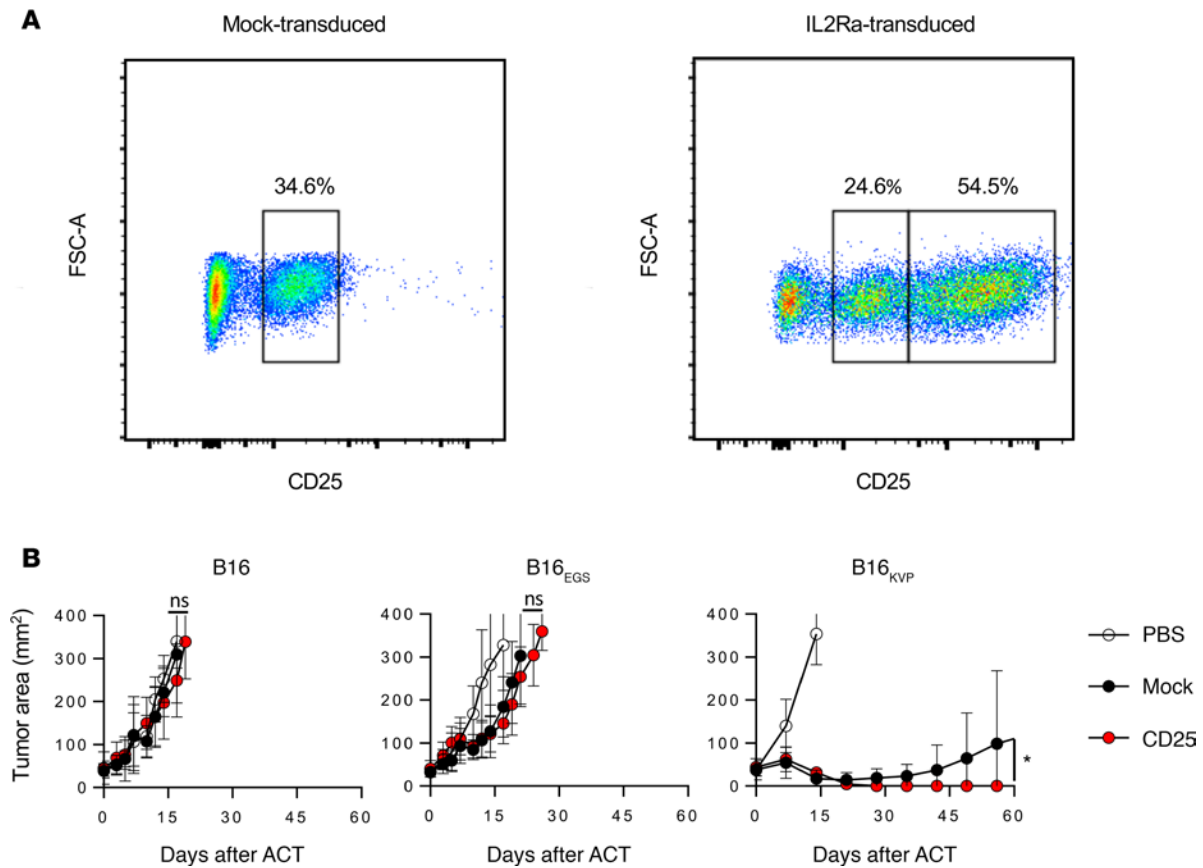 A
Mock-transduced
IL2Ra-transduced
34.6%
24.6%
54.5%
FSC-A
FSC-A
CD25
CD25
B
B16
B16EGS
B16KVP
ns
ns
400
300
200
100
0
400
300
200
100
0
400
300
200
100
0
Tumor area (mm²)
*
0 15 30 45 60
0 15 30 45 60
0 15 30 45 60
Days after ACT
Days after ACT
Days after ACT
PBS
Mock
CD25